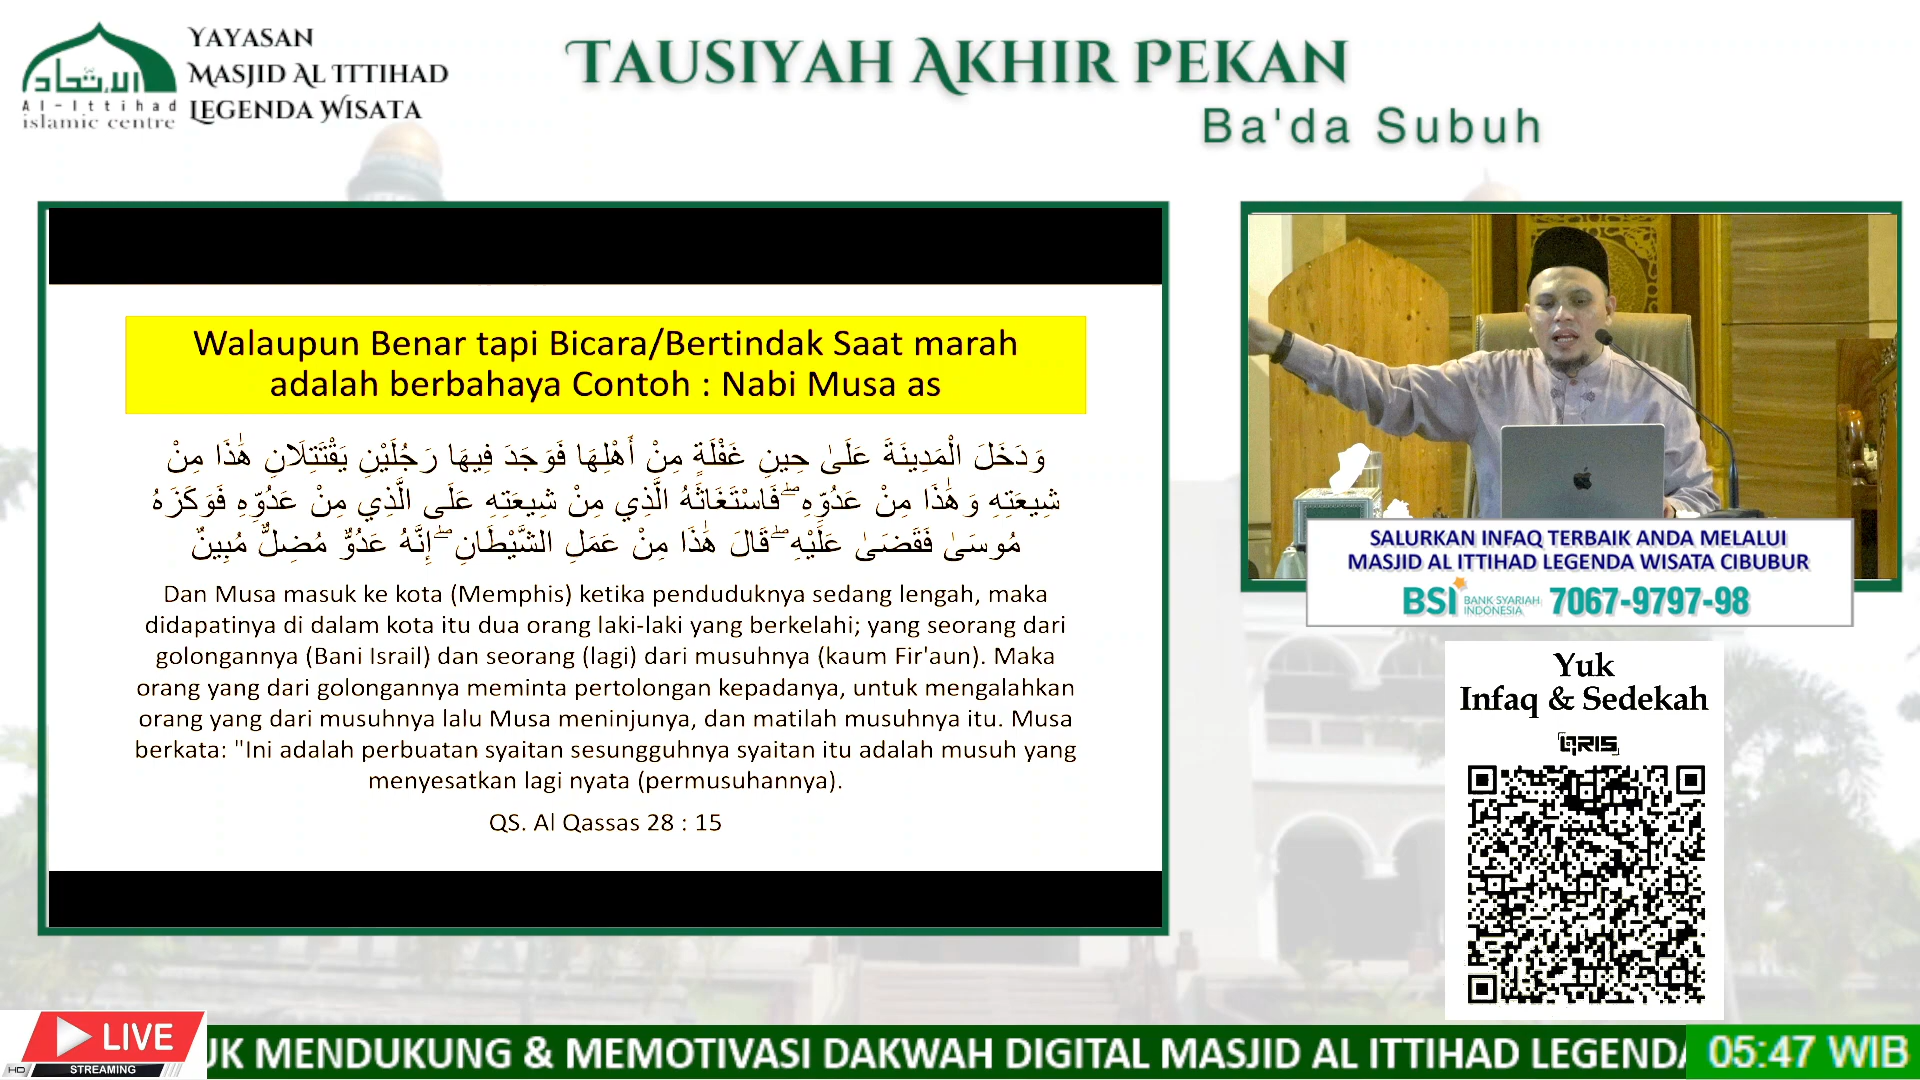 الإتحاد
Al-Ittihad
islamic centre
YAYASAN
MASJID AL ITTIHAD
LEGENDA WISATA
TAUSIYAH AKHIR PEKAN
Ba'da Subuh
Walaupun Benar tapi Bicara/Bertindak Saat marah
adalah berbahaya Contoh : Nabi Musa as
وَدَخَلَ الْمَدِينَةَ عَلَىٰ حِينِ غَفْلَةٍ مِنْ أَهْلِهَا فَوَجَدَ فِيهَا رَجُلَيْنِ يَقْتَتِلَانِ هَٰذَا مِنْ
شِيعَتِهِ وَهَٰذَا مِنْ عَدُوِّهِ ۖ فَاسْتَغَاثَهُ الَّذِي مِنْ شِيعَتِهِ عَلَى الَّذِي مِنْ عَدُوِّهِ فَوَكَزَهُ
مُوسَىٰ فَقَضَىٰ عَلَيْهِ ۖ قَالَ هَٰذَا مِنْ عَمَلِ الشَّيْطَانِ ۖ إِنَّهُ عَدُوٌّ مُضِلٌّ مُبِينٌ
Dan Musa masuk ke kota (Memphis) ketika penduduknya sedang lengah, maka
didapatinya di dalam kota itu dua orang laki-laki yang berkelahi; yang seorang dari
golongannya (Bani Israil) dan seorang (lagi) dari musuhnya (kaum Fir'aun). Maka
orang yang dari golongannya meminta pertolongan kepadanya, untuk mengalahkan
orang yang dari musuhnya lalu Musa meninjunya, dan matilah musuhnya itu. Musa
berkata: "Ini adalah perbuatan syaitan sesungguhnya syaitan itu adalah musuh yang
menyesatkan lagi nyata (permusuhannya).
QS. Al Qassas 28 : 15
SALURKAN INFAQ TERBAIK ANDA MELALUI
MASJID AL ITTIHAD LEGENDA WISATA CIBUBUR
BSI BANK SYARIAH INDONESIA 7067-9797-98
Yuk
Infaq & Sedekah
QRIS
LIVE
HD STREAMING
UK MENDUKUNG & MEMOTIVASI DAKWAH DIGITAL MASJID AL ITTIHAD LEGENDA
05:47 WIB